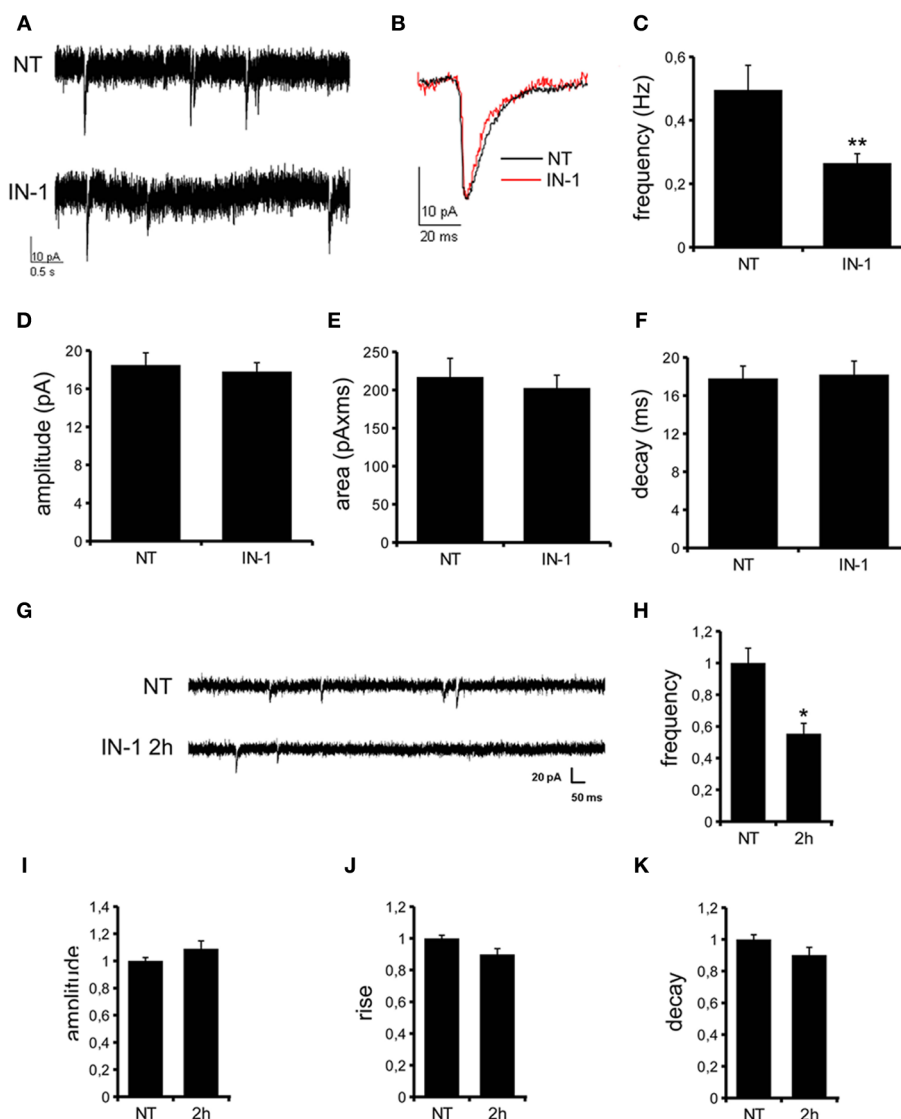 A
NT
IN-1
10 pA
0.5 s
B
NT
IN-1
10 pA
20 ms
C
frequency (Hz)
0,6
0,4
0,2
0
**
NT IN-1
D
amplitude (pA)
20
16
12
8
4
0
NT IN-1
E
area (pAxms)
250
200
150
100
50
0
NT IN-1
F
decay (ms)
20
16
12
8
4
0
NT IN-1
G
NT
IN-1 2h
20 pA
50 ms
H
frequency
1,2
1
0,8
0,6
0,4
0,2
0
*
NT 2h
I
amplitude
1,4
1,2
1
0,8
0,6
0,4
0,2
0
NT 2h
J
rise
1,2
1
0,8
0,6
0,4
0,2
0
NT 2h
K
decay
1,2
1
0,8
0,6
0,4
0,2
0
NT 2h